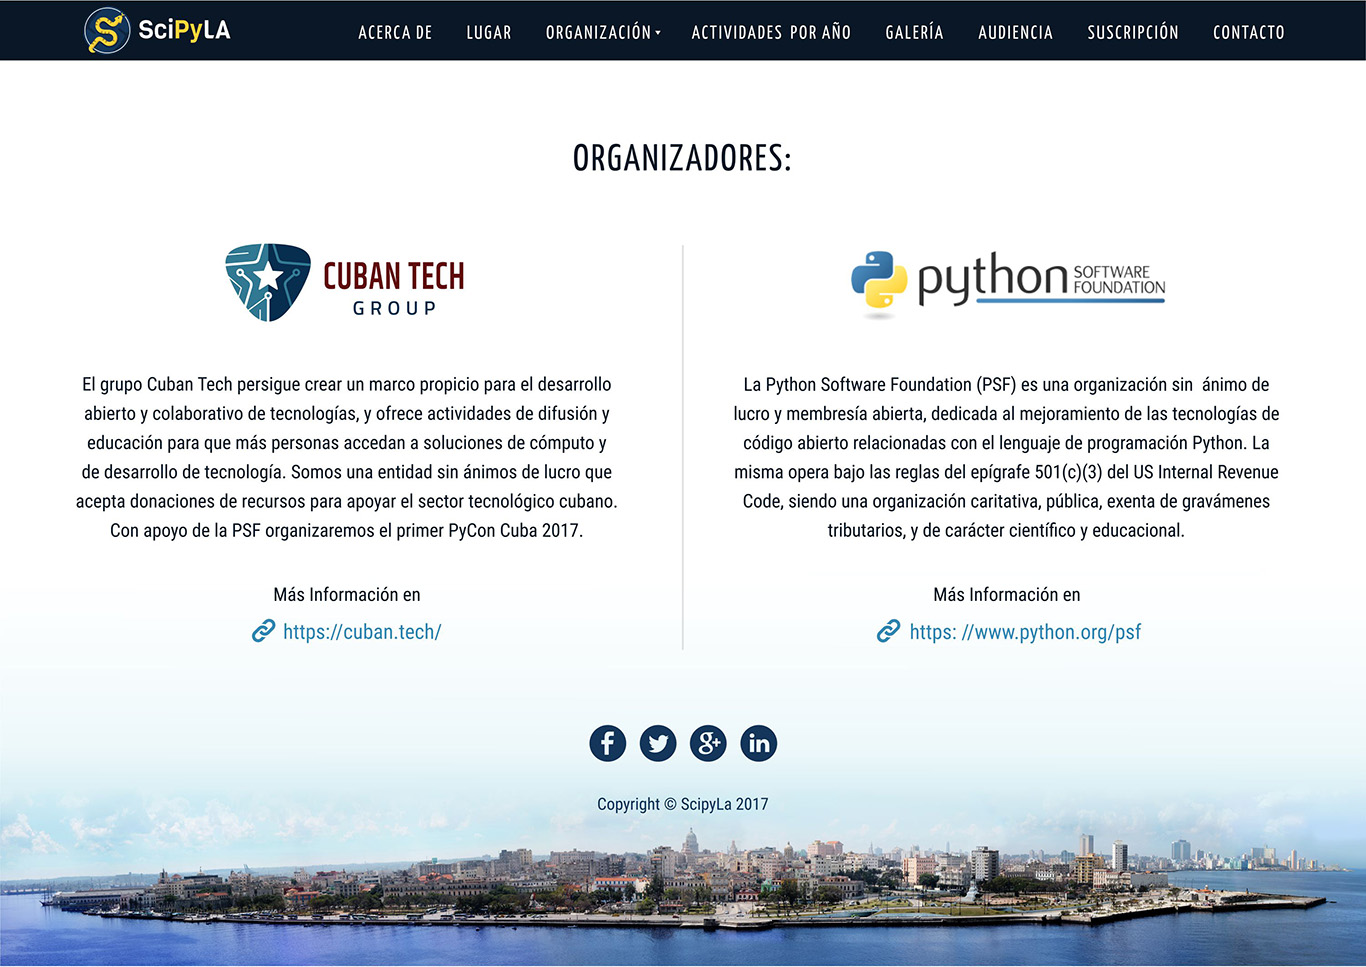 SciPyLA
ACERCA DE
LUGAR
ORGANIZACIÓN
ACTIVIDADES POR AÑO
GALERÍA
AUDIENCIA
SUSCRIPCIÓN
CONTACTO
ORGANIZADORES:
CUBAN TECH
GROUP
El grupo Cuban Tech persigue crear un marco propicio para el desarrollo
abierto y colaborativo de tecnologías, y ofrece actividades de difusión y
educación para que más personas accedan a soluciones de cómputo y
de desarrollo de tecnología. Somos una entidad sin ánimos de lucro que
acepta donaciones de recursos para apoyar el sector tecnológico cubano.
Con apoyo de la PSF organizaremos el primer PyCon Cuba 2017.
Más Información en
https://cuban.tech/
python SOFTWARE
FOUNDATION
La Python Software Foundation (PSF) es una organización sin  ánimo de
lucro y membresía abierta, dedicada al mejoramiento de las tecnologías de
código abierto relacionadas con el lenguaje de programación Python. La
misma opera bajo las reglas del epígrafe 501(c)(3) del US Internal Revenue
Code, siendo una organización caritativa, pública, exenta de gravámenes
tributarios, y de carácter científico y educacional.
Más Información en
https: //www.python.org/psf
Copyright © ScipyLa 2017